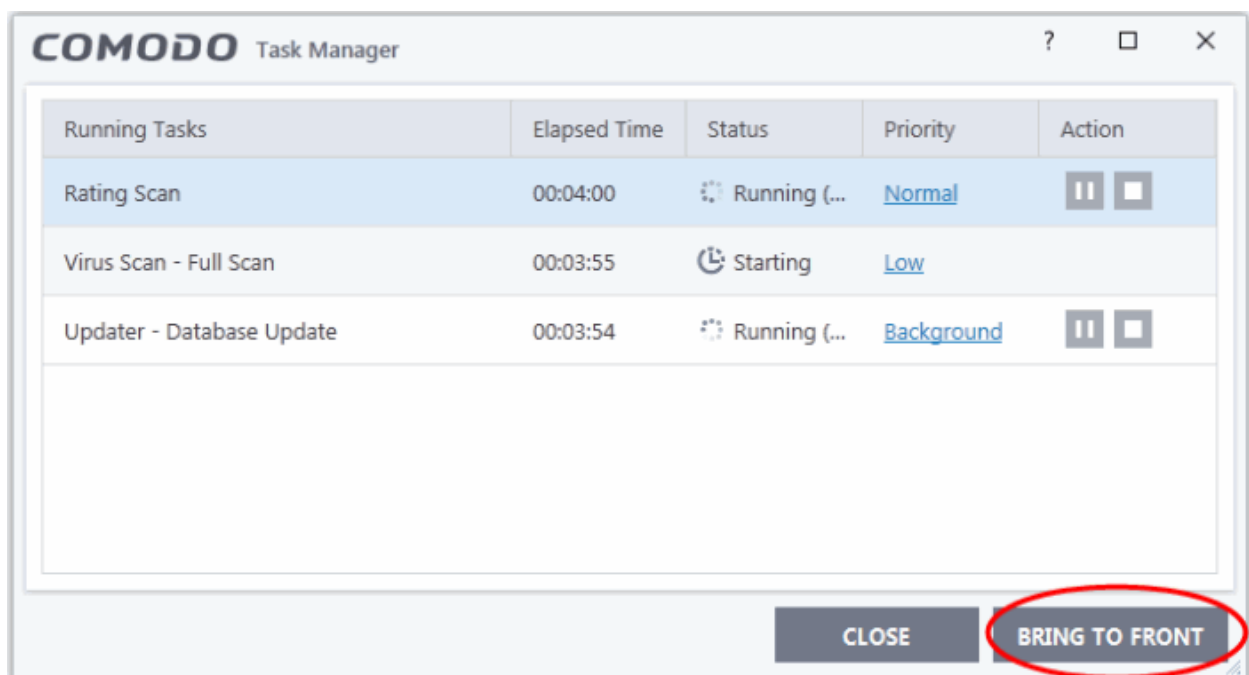 COMODO Task Manager ?
Running Tasks Elapsed Time Status Priority Action
Rating Scan 00:04:00 Running (... Normal
Virus Scan - Full Scan 00:03:55 Starting Low
Updater - Database Update 00:03:54 Running (... Background
CLOSE BRING TO FRONT